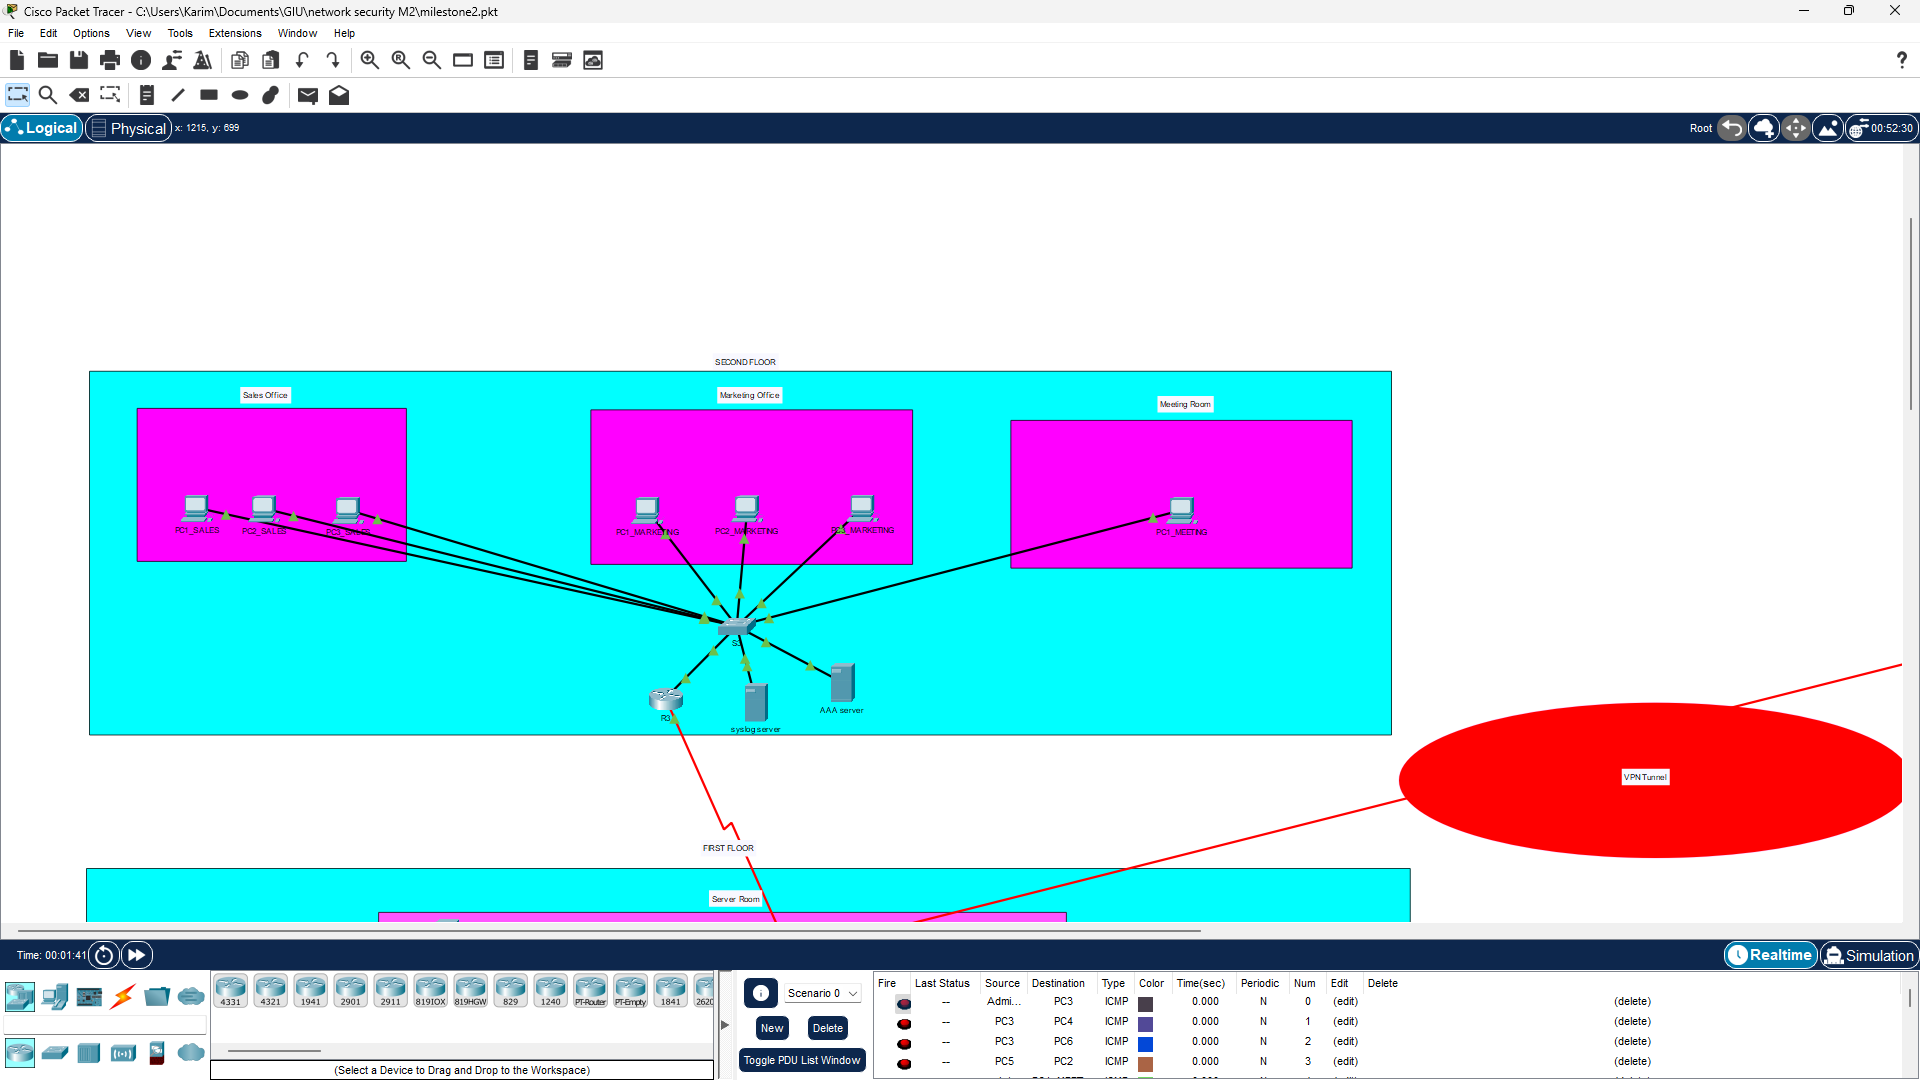 Cisco Packet Tracer - C:\Users\Karim\Documents\GIU\network security M2\milestone2.pkt
File Edit Options View Tools Extensions Window Help
Logical Physical x: 1215, y: 699 Root 00:52:30
SECOND FLOOR
Sales Office Marketing Office Meeting Room
PC1_SALES PC2_SALES PC3_SALES PC1_MARKETING PC2_MARKETING PC3_MARKETING PC1_MEETING
S3
R3 syslog server AAA server
VPN Tunnel
FIRST FLOOR
Server Room
Time: 00:01:41 Realtime Simulation
4331 4321 1941 2901 2911 819IOX 819HGW 829 1240 PT-Router PT-Empty 1841 2620
(Select a Device to Drag and Drop to the Workspace)
Scenario 0
New Delete
Toggle PDU List Window
Fire Last Status Source Destination Type Color Time(sec) Periodic Num Edit Delete
-- Admi... PC3 ICMP 0.000 N 0 (edit) (delete)
-- PC3 PC4 ICMP 0.000 N 1 (edit) (delete)
-- PC3 PC6 ICMP 0.000 N 2 (edit) (delete)
-- PC5 PC2 ICMP 0.000 N 3 (edit) (delete)